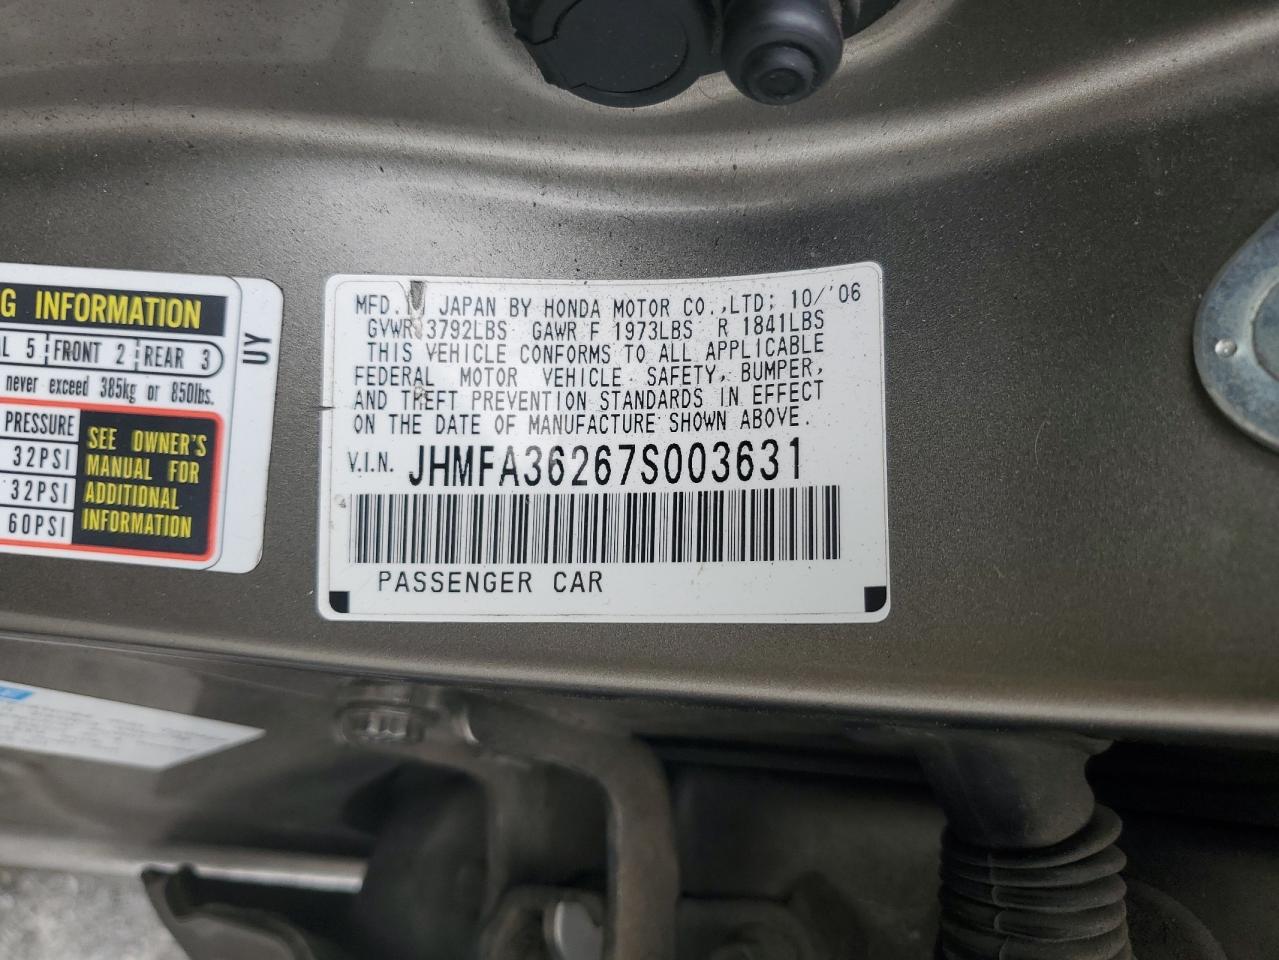 G INFORMATION
L 5 FRONT 2 REAR 3
never exceed 385kg or 850lbs.
PRESSURE
32PSI
32PSI
60PSI
SEE OWNER'S
MANUAL FOR
ADDITIONAL
INFORMATION
UY
MFD. JAPAN BY HONDA MOTOR CO.,LTD; 10/'06
GVWR 3792LBS GAWR F 1973LBS R 1841LBS
THIS VEHICLE CONFORMS TO ALL APPLICABLE
FEDERAL MOTOR VEHICLE SAFETY, BUMPER,
AND THEFT PREVENTION STANDARDS IN EFFECT
ON THE DATE OF MANUFACTURE SHOWN ABOVE.
V.I.N. JHMFA36267S003631
PASSENGER CAR